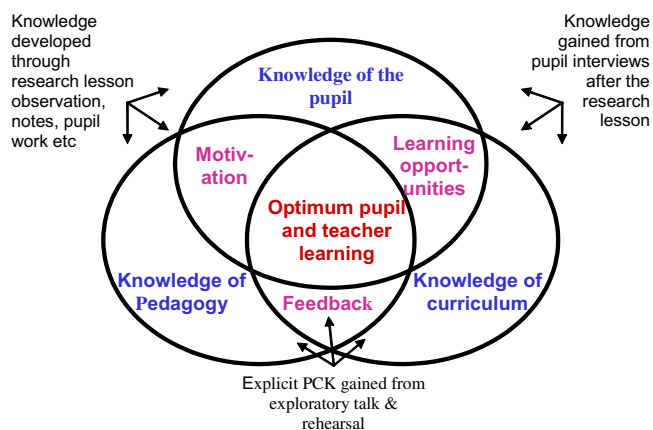 Knowledge
developed
through
research lesson
observation,
notes, pupil
work etc
Knowledge
gained from
pupil interviews
after the
research
lesson
Knowledge of the
pupil
Motiv-
ation
Learning
opport-
unities
Optimum pupil
and teacher
learning
Knowledge of
Pedagogy
Feedback
Knowledge of
curriculum
Explicit PCK gained from
exploratory talk &
rehearsal